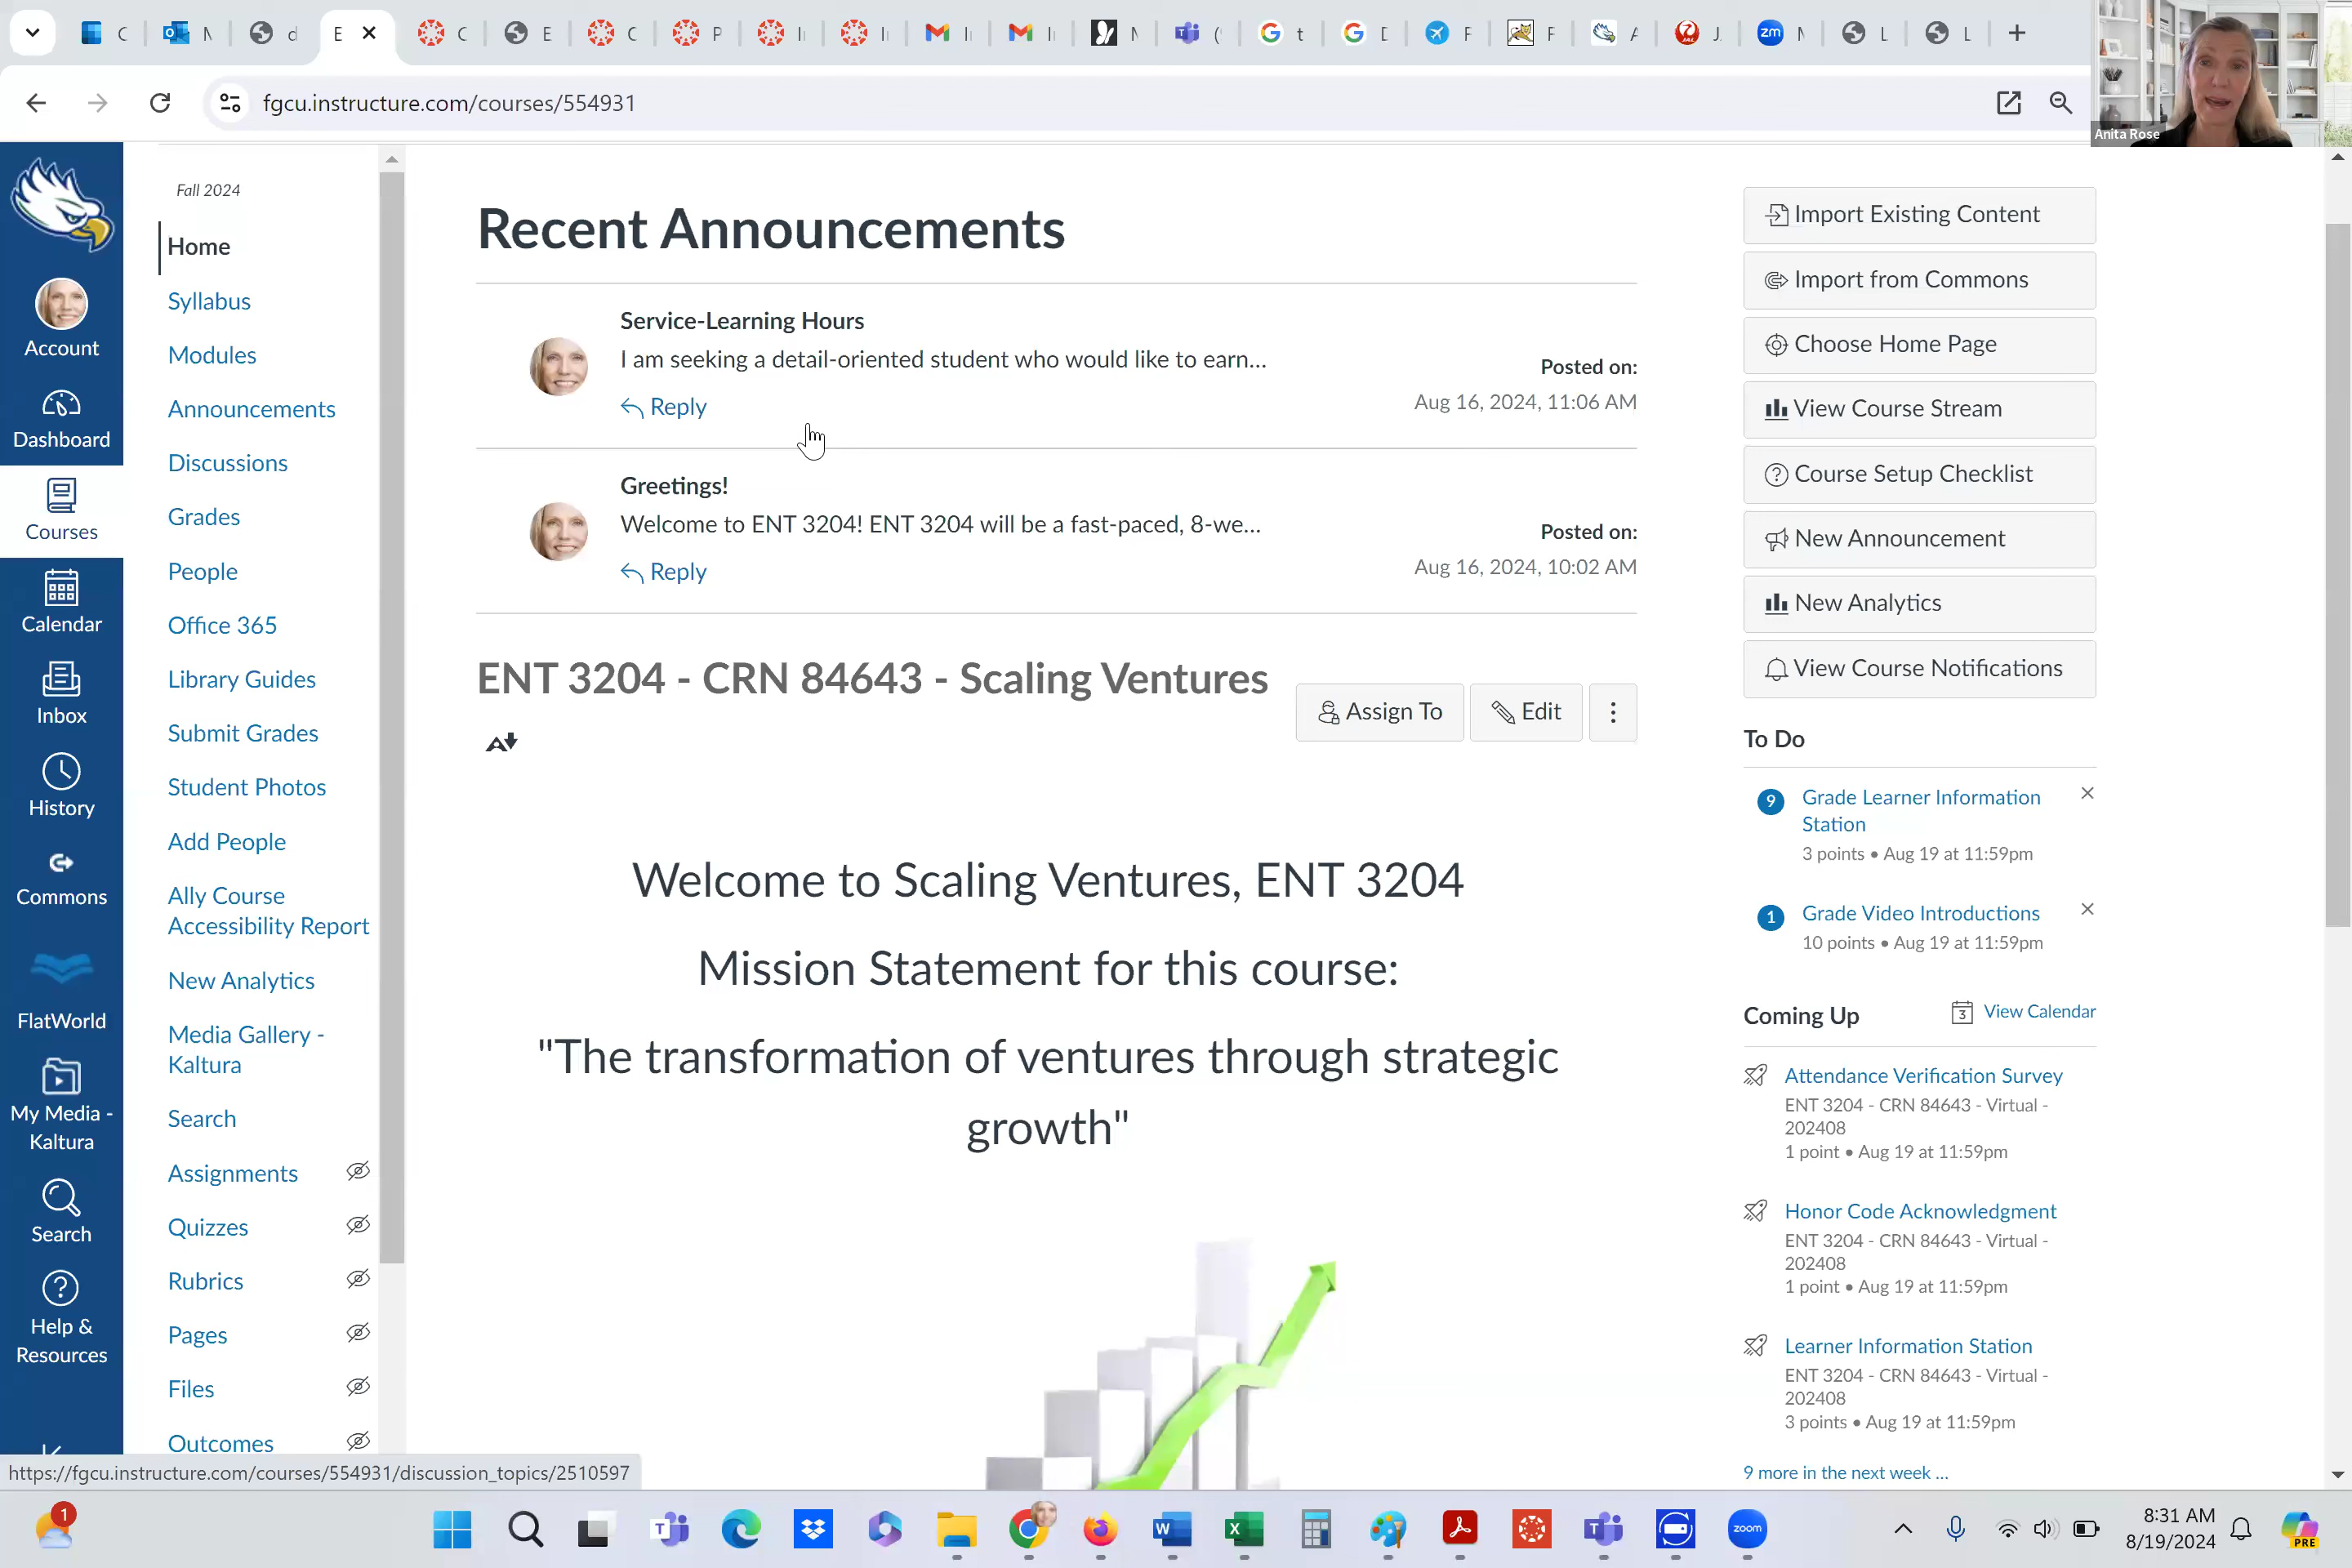 C
N
d
E
C
E
C
P
I
I
I
I
N
(
t
D
F
F
A
J
zm
N
L
L
fgcu.instructure.com/courses/554931
Anita Rose
Account
Dashboard
Courses
Calendar
Inbox
History
Commons
FlatWorld
My Media -
Kaltura
Search
Help &
Resources
Fall 2024
Home
Syllabus
Modules
Announcements
Discussions
Grades
People
Office 365
Library Guides
Submit Grades
Student Photos
Add People
Ally Course
Accessibility Report
New Analytics
Media Gallery -
Kaltura
Search
Assignments
Quizzes
Rubrics
Pages
Files
Outcomes
Recent Announcements
Service-Learning Hours
I am seeking a detail-oriented student who would like to earn...
Reply
Posted on:
Aug 16, 2024, 11:06 AM
Greetings!
Welcome to ENT 3204! ENT 3204 will be a fast-paced, 8-we...
Reply
Posted on:
Aug 16, 2024, 10:02 AM
ENT 3204 - CRN 84643 - Scaling Ventures
Assign To
Edit
Welcome to Scaling Ventures, ENT 3204
Mission Statement for this course:
"The transformation of ventures through strategic
growth"
Import Existing Content
Import from Commons
Choose Home Page
View Course Stream
Course Setup Checklist
New Announcement
New Analytics
View Course Notifications
To Do
9
Grade Learner Information
Station
3 points • Aug 19 at 11:59pm
1
Grade Video Introductions
10 points • Aug 19 at 11:59pm
Coming Up
3
View Calendar
Attendance Verification Survey
ENT 3204 - CRN 84643 - Virtual -
202408
1 point • Aug 19 at 11:59pm
Honor Code Acknowledgment
ENT 3204 - CRN 84643 - Virtual -
202408
1 point • Aug 19 at 11:59pm
Learner Information Station
ENT 3204 - CRN 84643 - Virtual -
202408
3 points • Aug 19 at 11:59pm
9 more in the next week ...
https://fgcu.instructure.com/courses/554931/discussion_topics/2510597
1
zoom
8:31 AM
8/19/2024
PRE